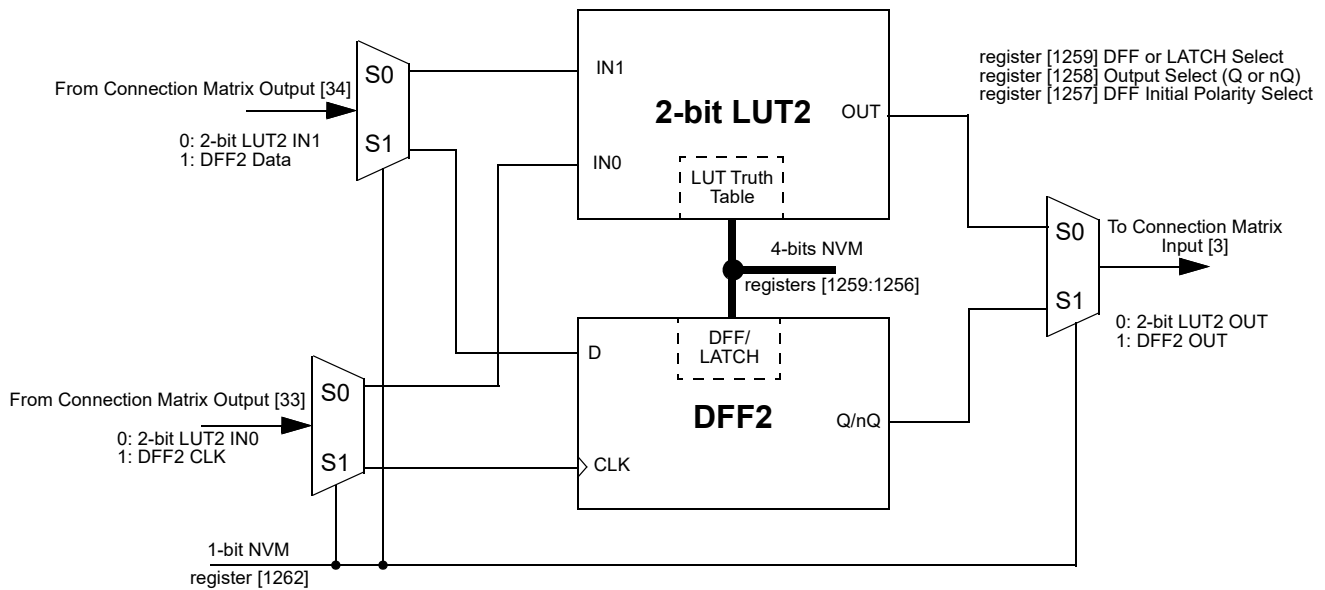 register [1259] DFF or LATCH Select
register [1258] Output Select (Q or nQ)
register [1257] DFF Initial Polarity Select
From Connection Matrix Output [34]
0: 2-bit LUT2 IN1
1: DFF2 Data
S0
S1
IN1
IN0
2-bit LUT2
OUT
LUT Truth
Table
4-bits NVM
registers [1259:1256]
To Connection Matrix
Input [3]
S0
S1
0: 2-bit LUT2 OUT
1: DFF2 OUT
From Connection Matrix Output [33]
0: 2-bit LUT2 IN0
1: DFF2 CLK
S0
S1
D
CLK
DFF/
LATCH
DFF2
Q/nQ
1-bit NVM
register [1262]